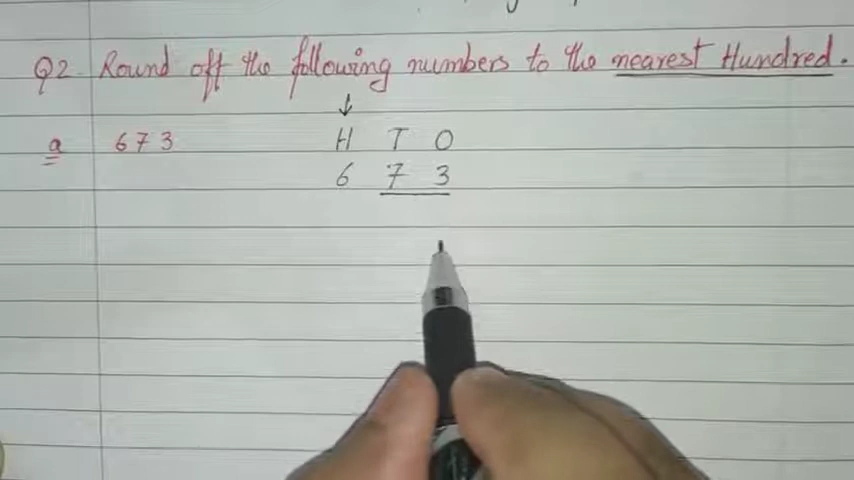 Q2. Round off the following numbers to the nearest Hundred.
↓
a 673 H T O
6 7 3